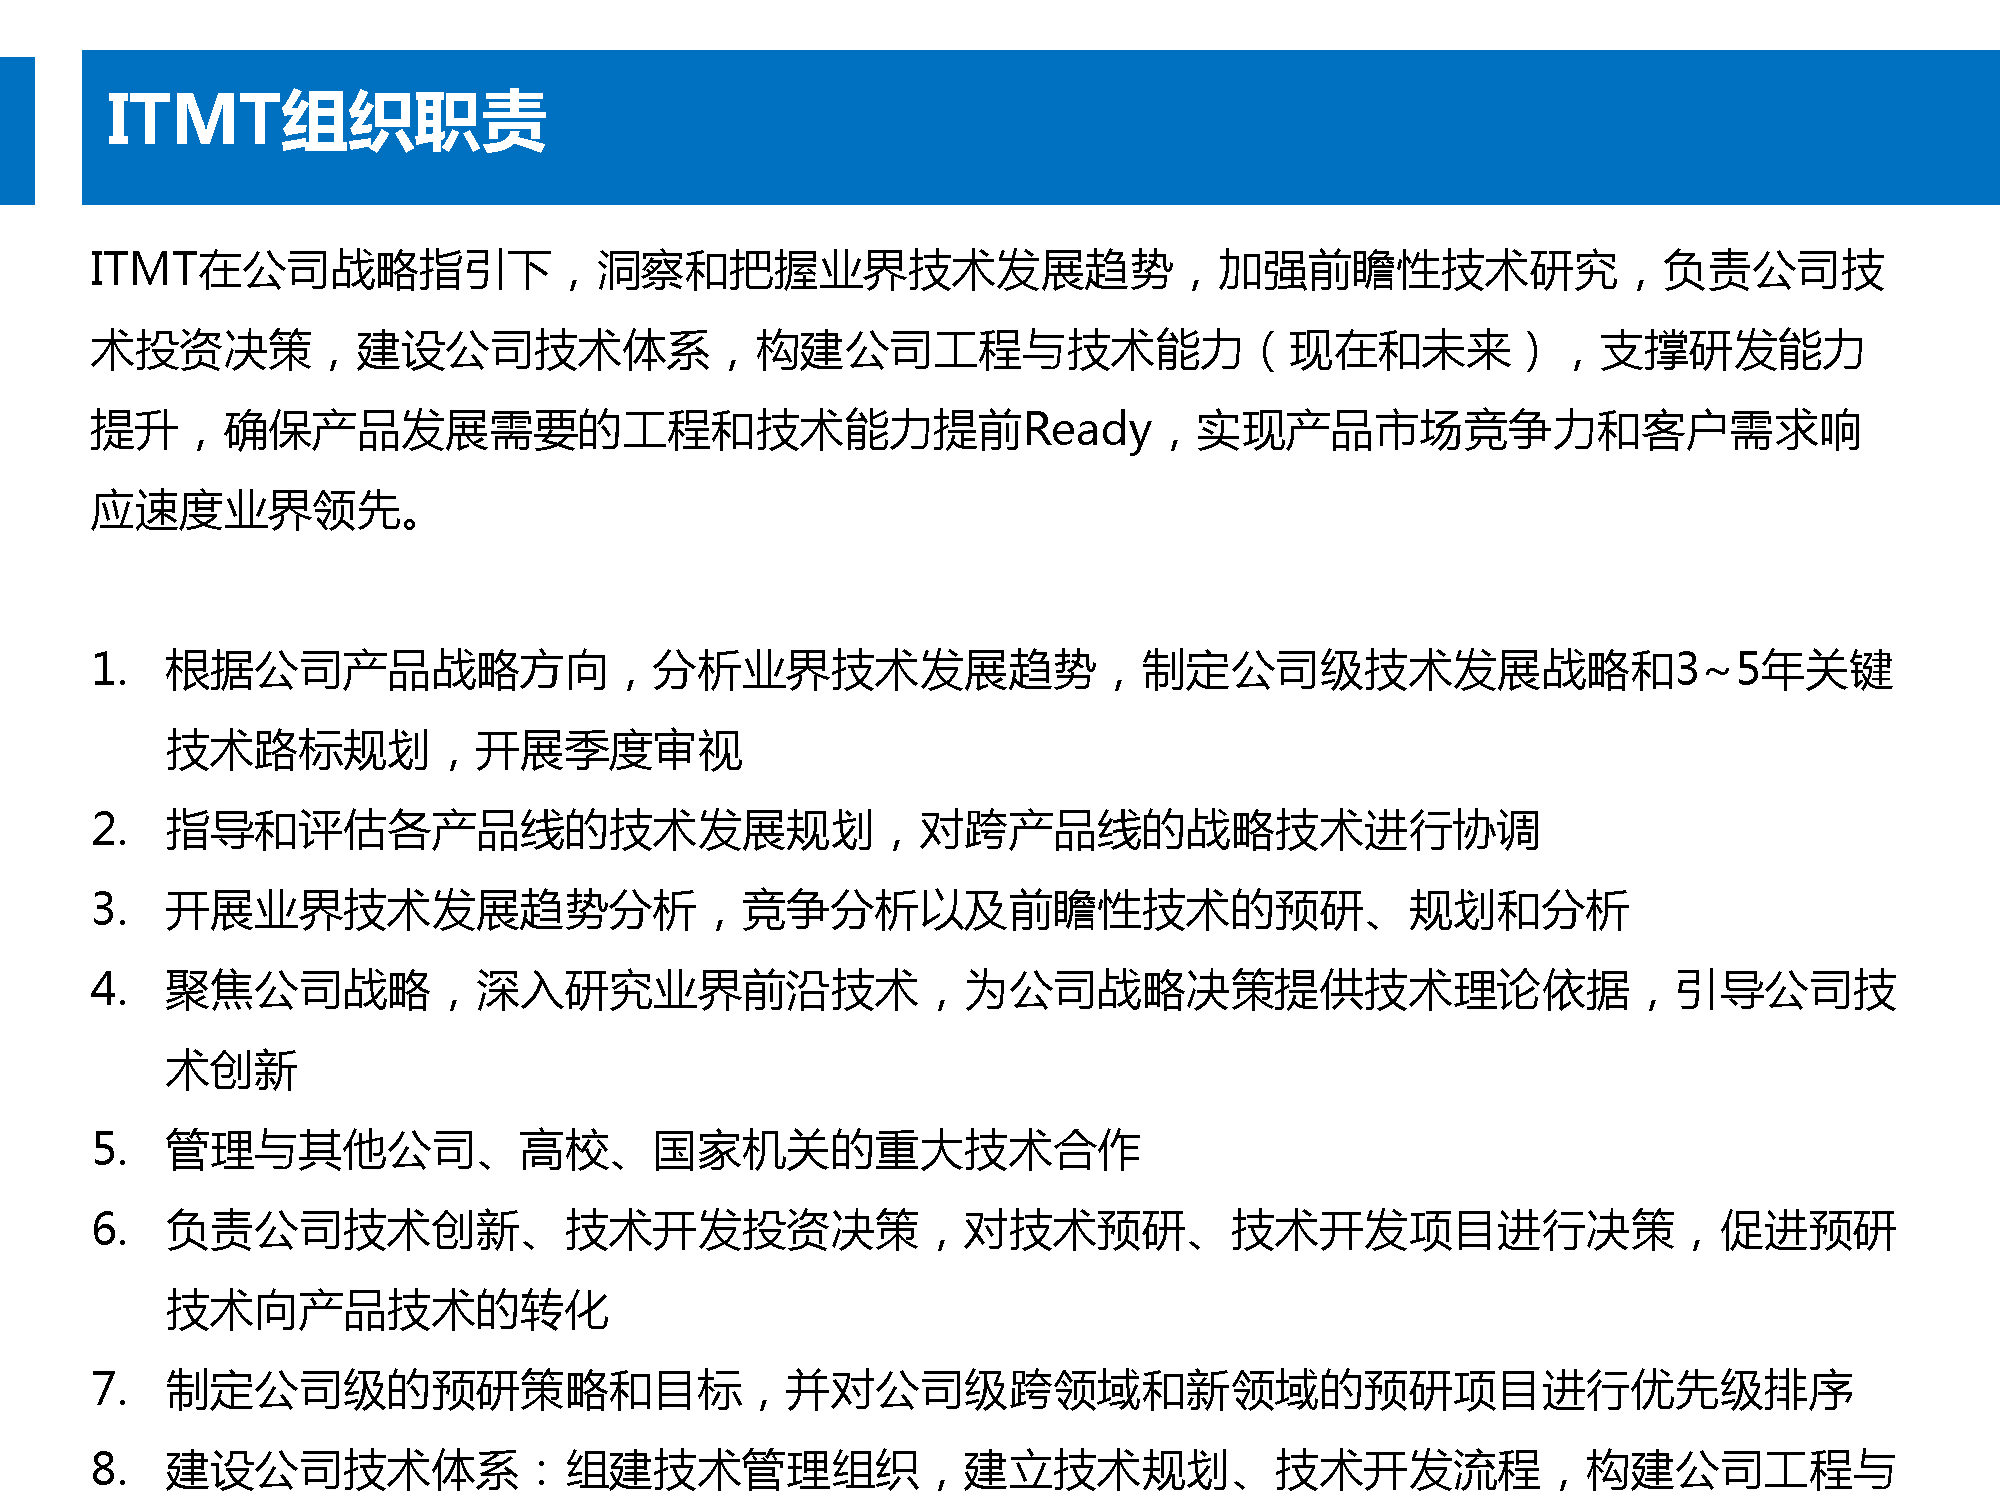 ITMT组织职责
ITMT在公司战略指引下，洞察和把握业界技术发展趋势，加强前瞻性技术研究，负责公司技
术投资决策，建设公司技术体系，构建公司工程与技术能力（现在和未来），支撑研发能力
提升，确保产品发展需要的工程和技术能力提前Ready，实现产品市场竞争力和客户需求响
应速度业界领先。
1. 根据公司产品战略方向，分析业界技术发展趋势，制定公司级技术发展战略和3~5年关键
技术路标规划，开展季度审视
2. 指导和评估各产品线的技术发展规划，对跨产品线的战略技术进行协调
3. 开展业界技术发展趋势分析，竞争分析以及前瞻性技术的预研、规划和分析
4. 聚焦公司战略，深入研究业界前沿技术，为公司战略决策提供技术理论依据，引导公司技
术创新
5. 管理与其他公司、高校、国家机关的重大技术合作
6. 负责公司技术创新、技术开发投资决策，对技术预研、技术开发项目进行决策，促进预研
技术向产品技术的转化
7. 制定公司级的预研策略和目标，并对公司级跨领域和新领域的预研项目进行优先级排序
8. 建设公司技术体系：组建技术管理组织，建立技术规划、技术开发流程，构建公司工程与